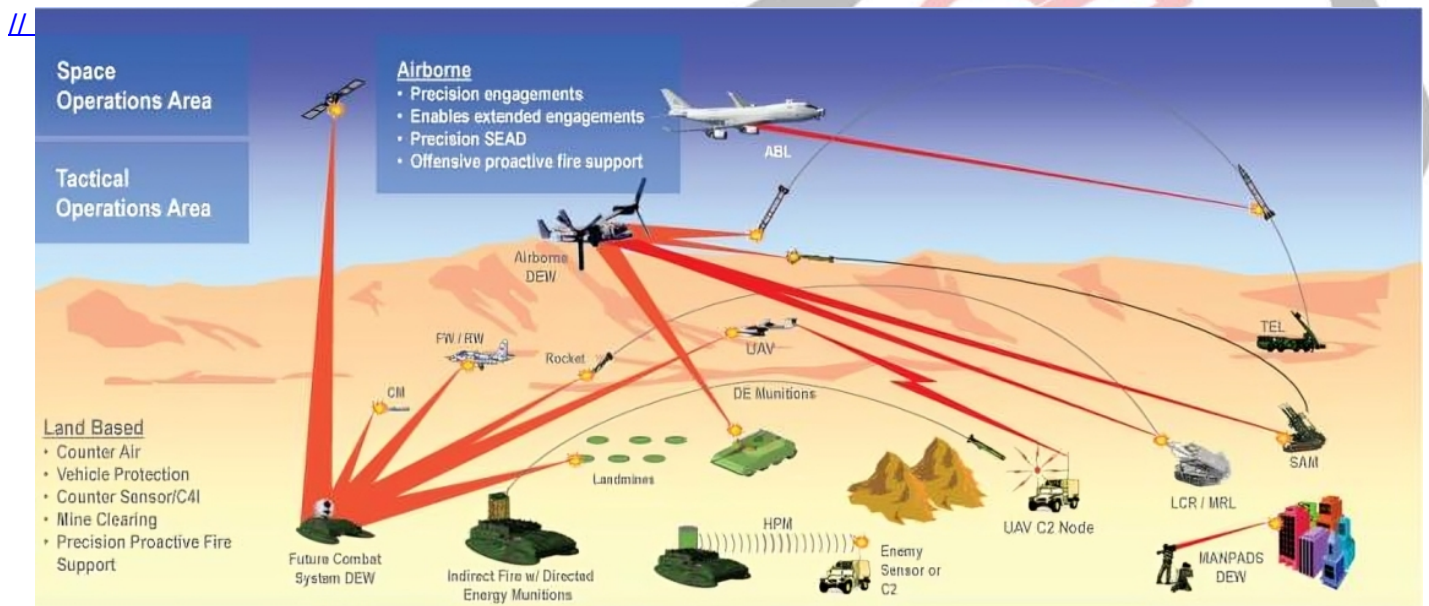 //
Space
Operations Area
Tactical
Operations Area
Airborne
• Precision engagements
• Enables extended engagements
• Precision SEAD
• Offensive proactive fire support
ABL
Airborne
DEW
TEL
FW / RW
Rocket
UAV
CM
DE Munitions
Land Based
• Counter Air
• Vehicle Protection
• Counter Sensor/C4I
• Mine Clearing
• Precision Proactive Fire
Support
Landmines
SAM
LCR / MRL
UAV C2 Node
HPM
Future Combat
System DEW
Indirect Fire w/ Directed
Energy Munitions
Enemy
Sensor or
C2
MANPADS
DEW